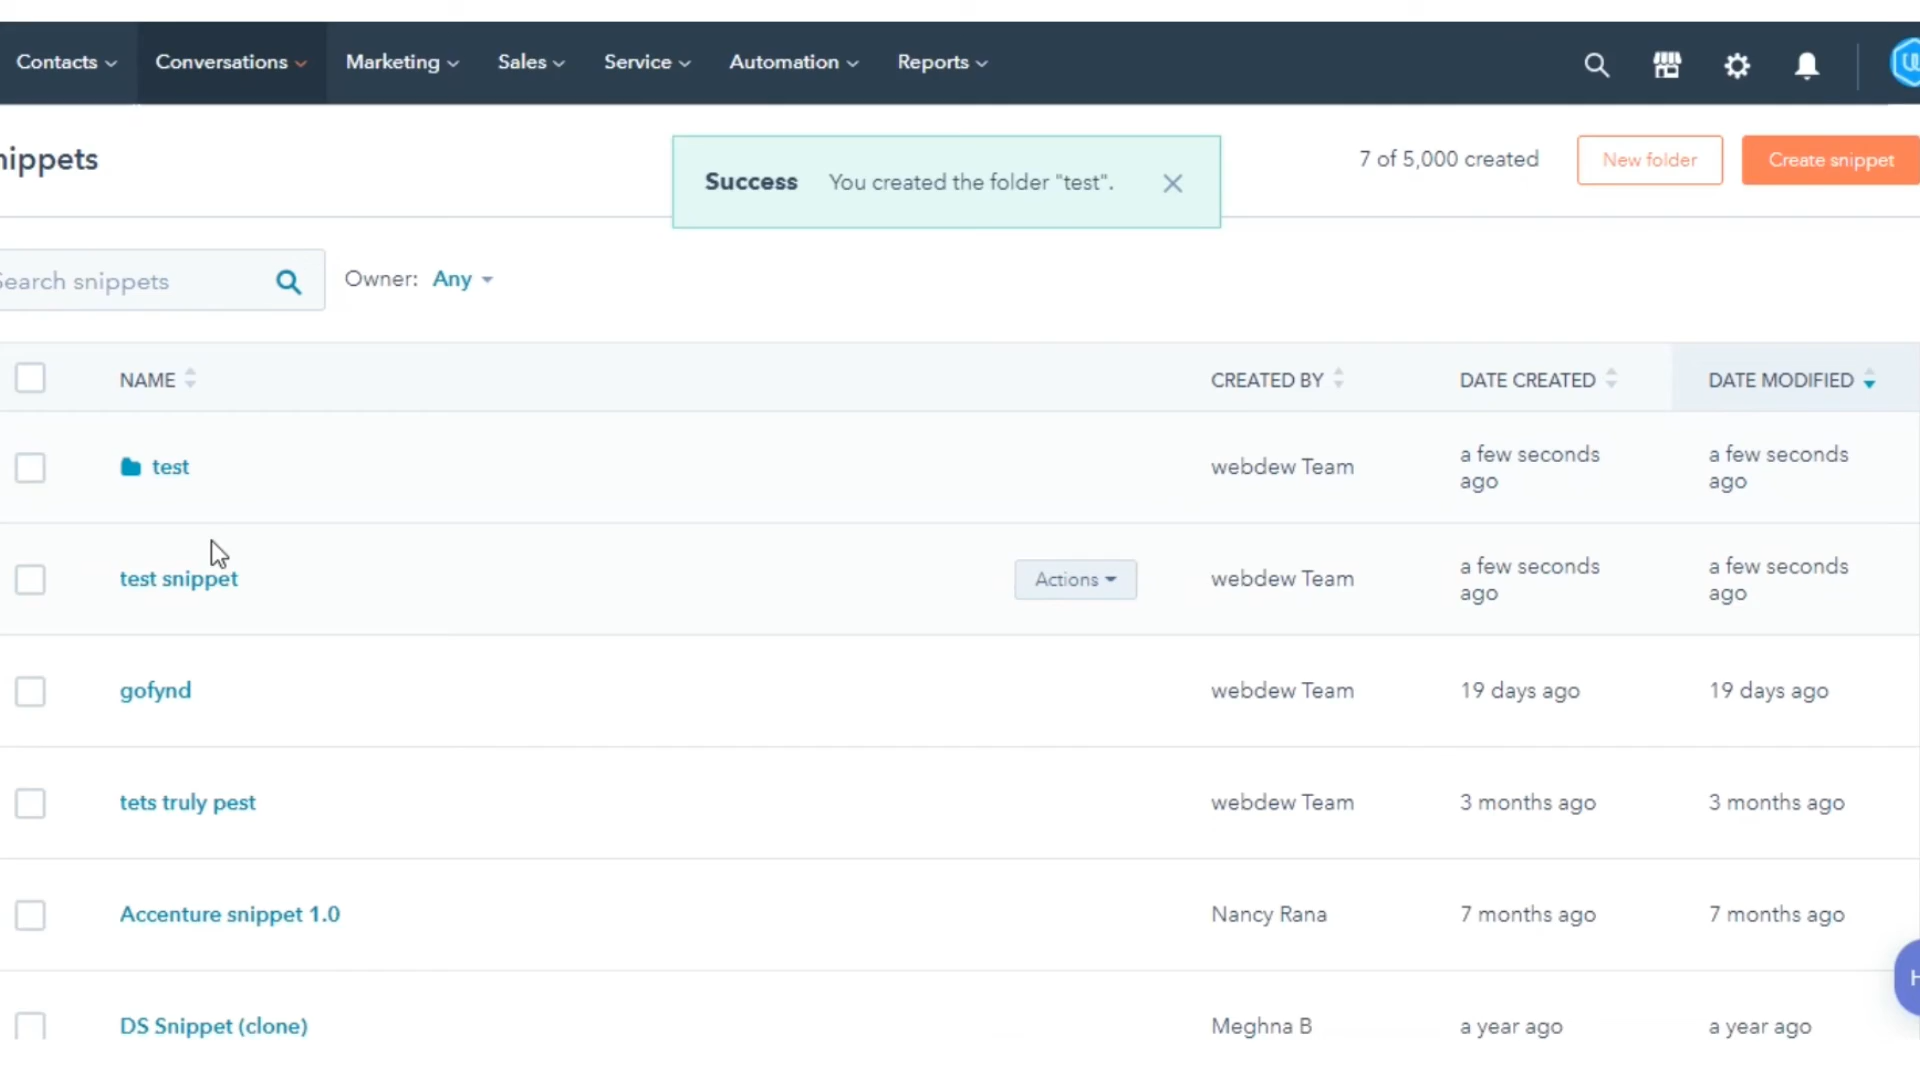 Contacts Conversations Marketing Sales Service Automation Reports
nippets
Success You created the folder "test".
7 of 5,000 created
New folder
Create snippet
Search snippets
Owner: Any
NAME CREATED BY DATE CREATED DATE MODIFIED
test webdew Team a few seconds ago a few seconds ago
test snippet Actions webdew Team a few seconds ago a few seconds ago
gofynd webdew Team 19 days ago 19 days ago
tets truly pest webdew Team 3 months ago 3 months ago
Accenture snippet 1.0 Nancy Rana 7 months ago 7 months ago
DS Snippet (clone) Meghna B a year ago a year ago